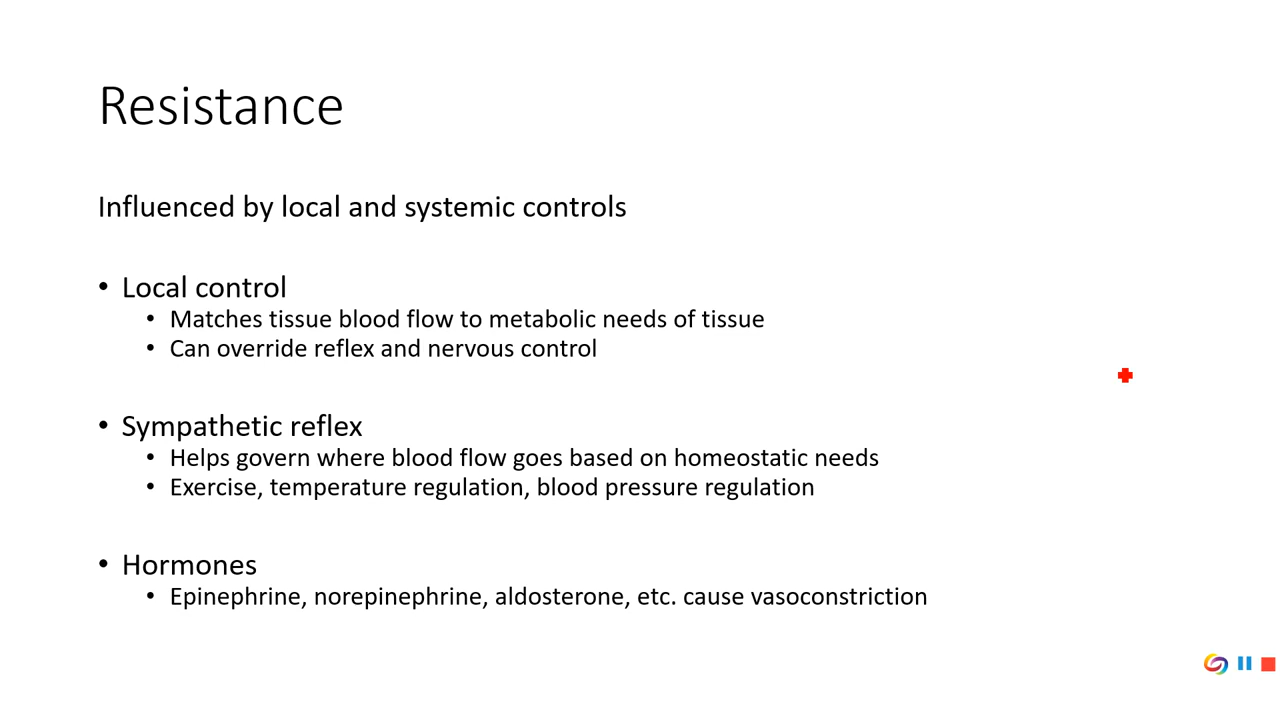 Resistance
Influenced by local and systemic controls
• Local control
• Matches tissue blood flow to metabolic needs of tissue
• Can override reflex and nervous control
• Sympathetic reflex
• Helps govern where blood flow goes based on homeostatic needs
• Exercise, temperature regulation, blood pressure regulation
• Hormones
• Epinephrine, norepinephrine, aldosterone, etc. cause vasoconstriction